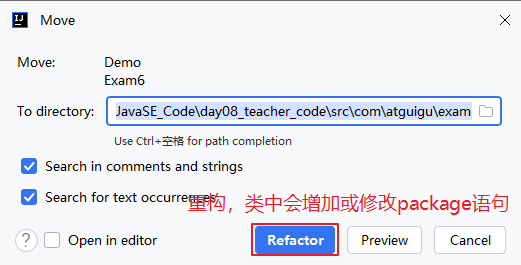 Move
Move:
Demo
Exam6
To directory:
JavaSE_Code\day08_teacher_code\src\com\atguigu\exam
Use Ctrl+空格 for path completion
Search in comments and strings
Search for text occurrences
重构，类中会增加或修改package语句
? Open in editor
Refactor
Preview
Cancel